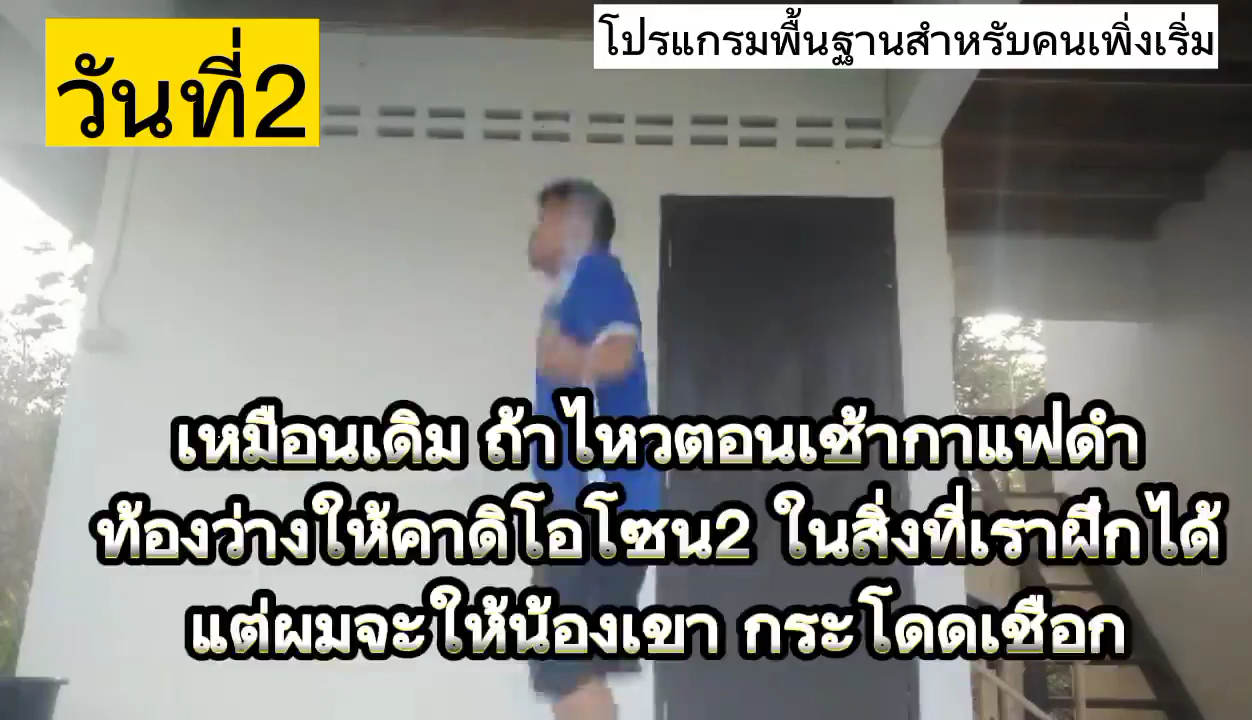 วันที่2
โปรแกรมพื้นฐานสำหรับคนเพิ่งเริ่ม
เหมือนเดิม ถ้าไหวตอนเช้ากาแฟดำ
ท้องว่างให้คาดิโอโซน2 ในสิ่งที่เราฝึกได้
แต่ผมจะให้น้องเขา กระโดดเชือก